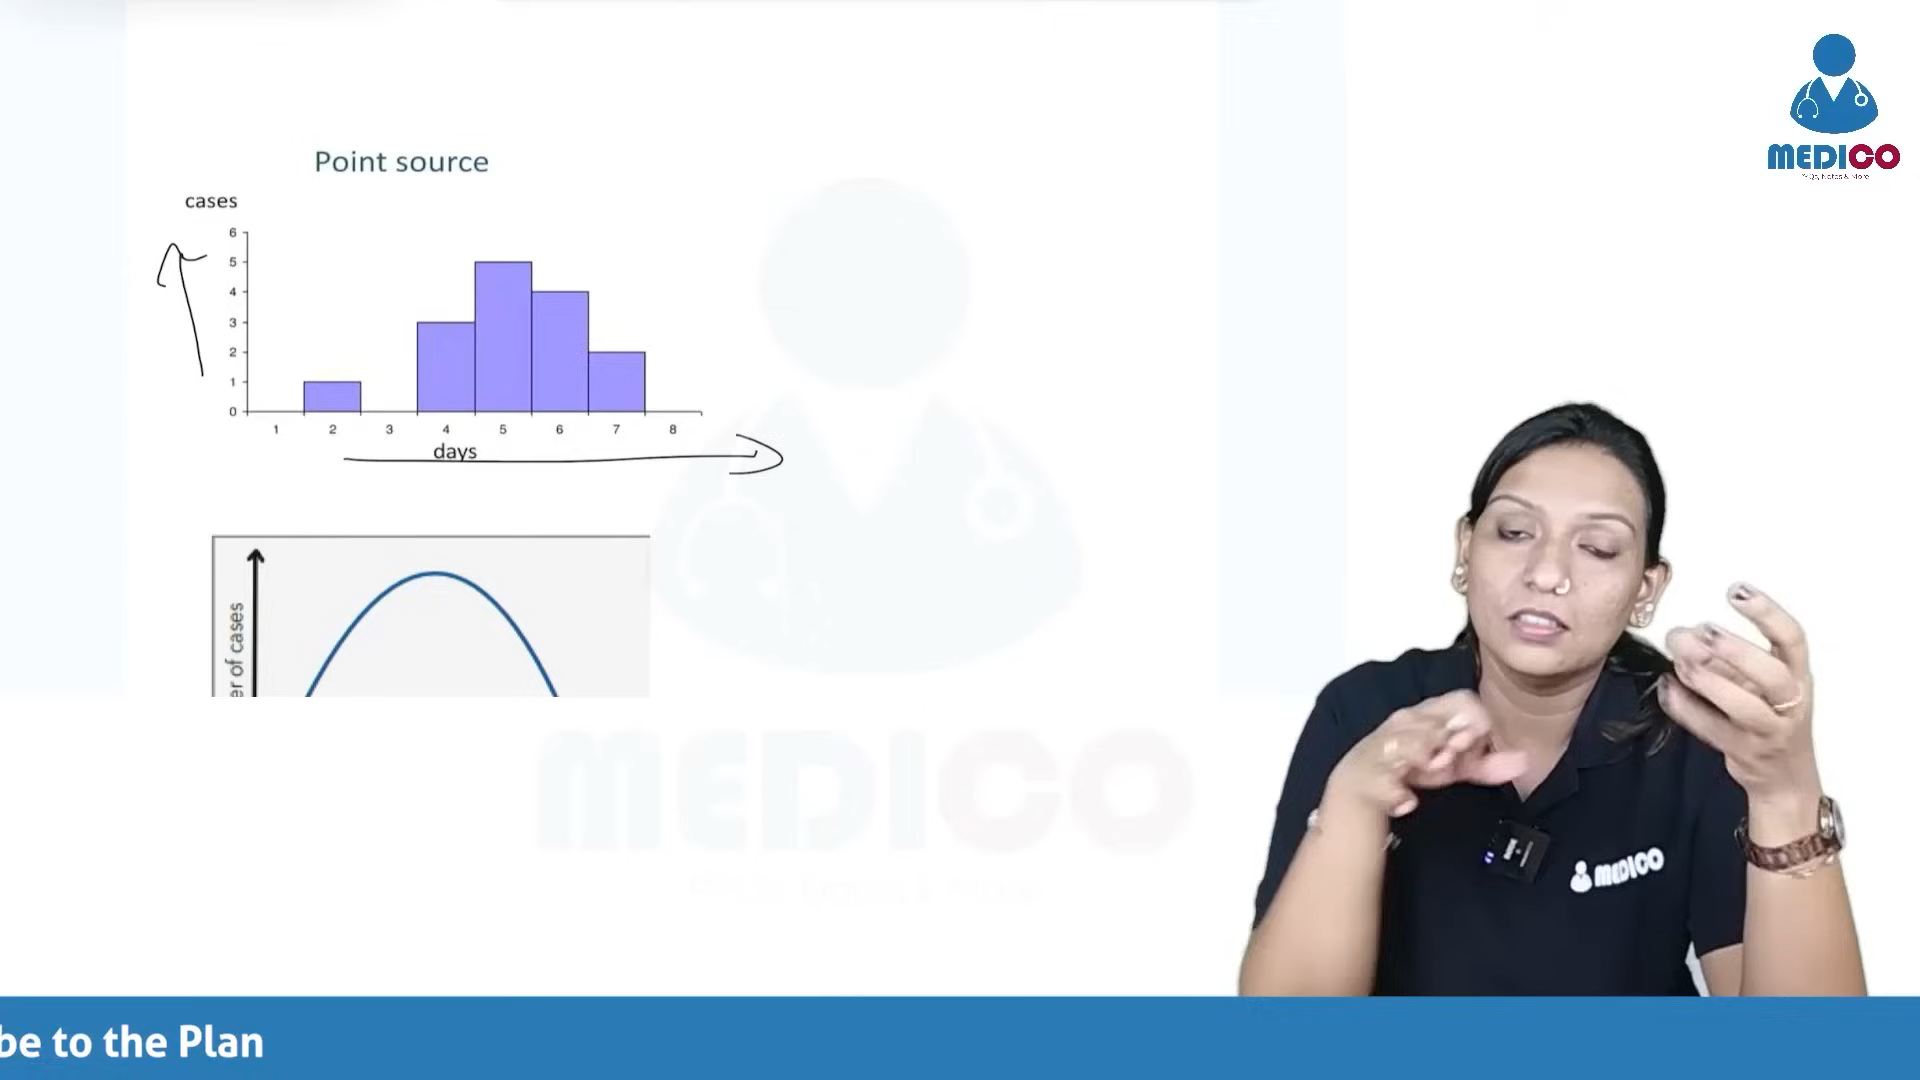 MEDICO
Point source
cases
6
5
4
3
2
1
0
1 2 3 4 5 6 7 8
days
er of cases
MEDICO
MEDICO
be to the Plan